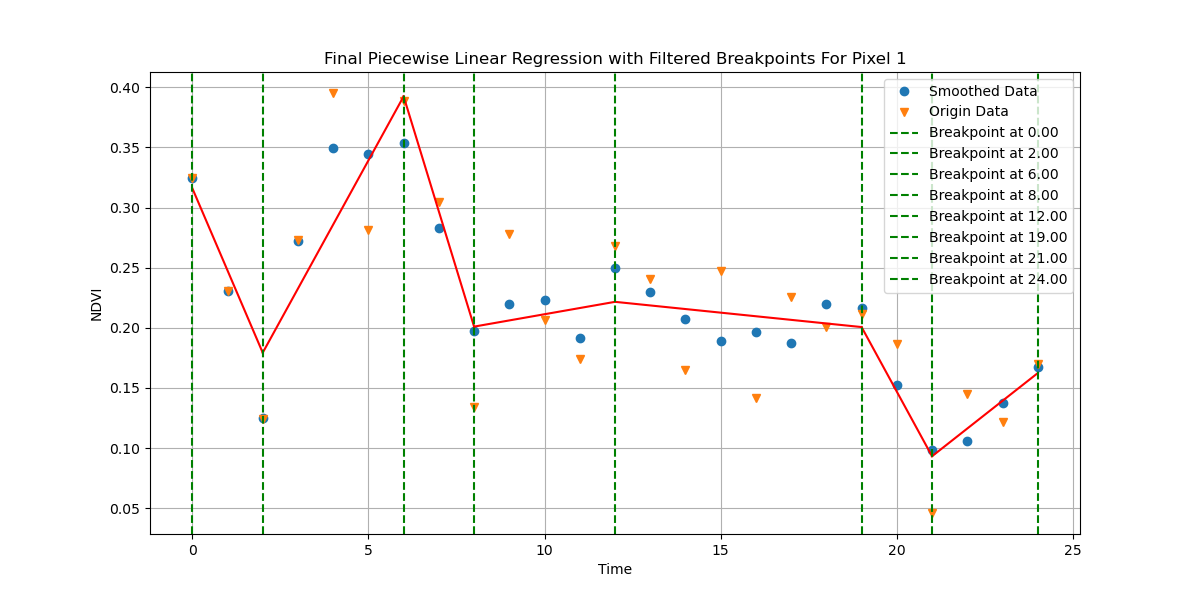 Final Piecewise Linear Regression with Filtered Breakpoints For Pixel 1
Smoothed Data
Origin Data
Breakpoint at 0.00
Breakpoint at 2.00
Breakpoint at 6.00
Breakpoint at 8.00
Breakpoint at 12.00
Breakpoint at 19.00
Breakpoint at 21.00
Breakpoint at 24.00
NDVI
0.40
0.35
0.30
0.25
0.20
0.15
0.10
0.05
0 5 10 15 20 25
Time